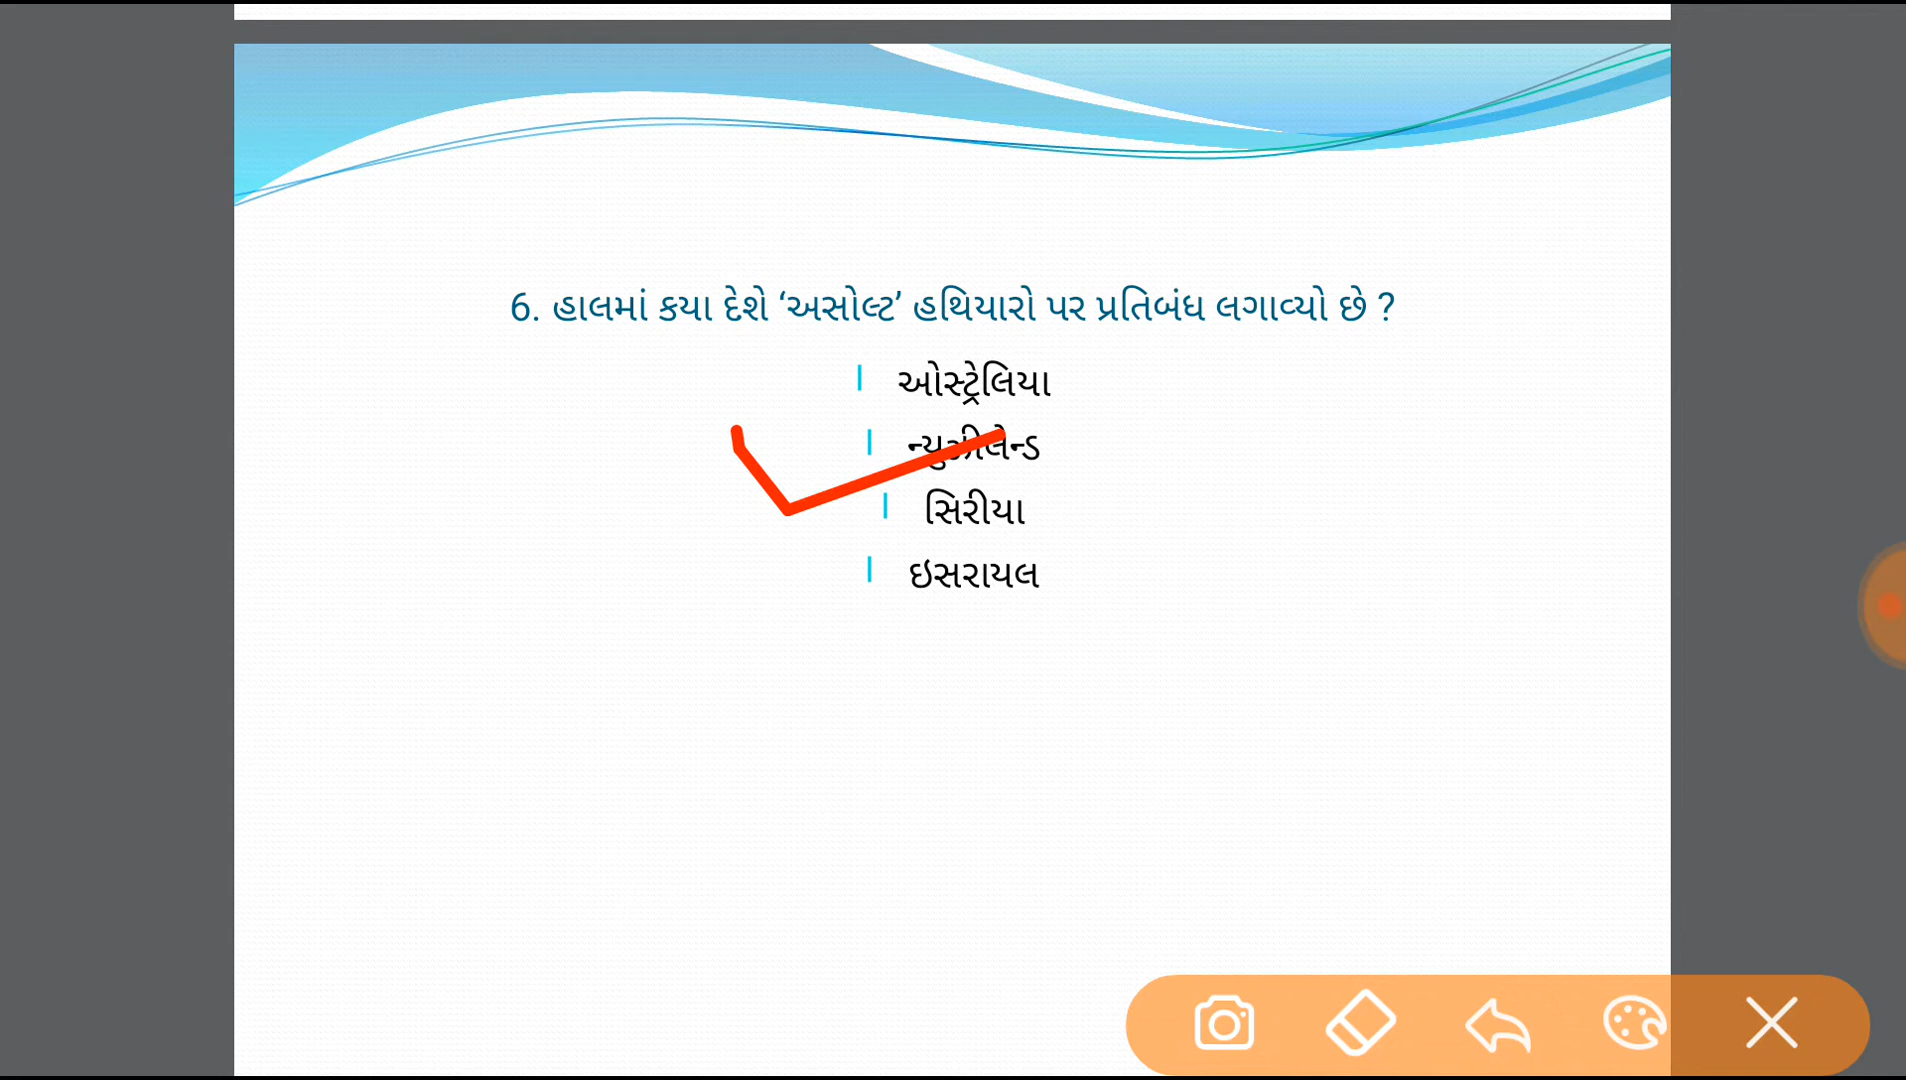 6. હાલમાં કયા દેશે ‘અસોલ્ટ’ હથિયારો પર પ્રતિબંધ લગાવ્યો છે ?
ઓસ્ટ્રેલિયા
ન્યુઝીલેન્ડ
સિરીયા
ઇસરાયલ